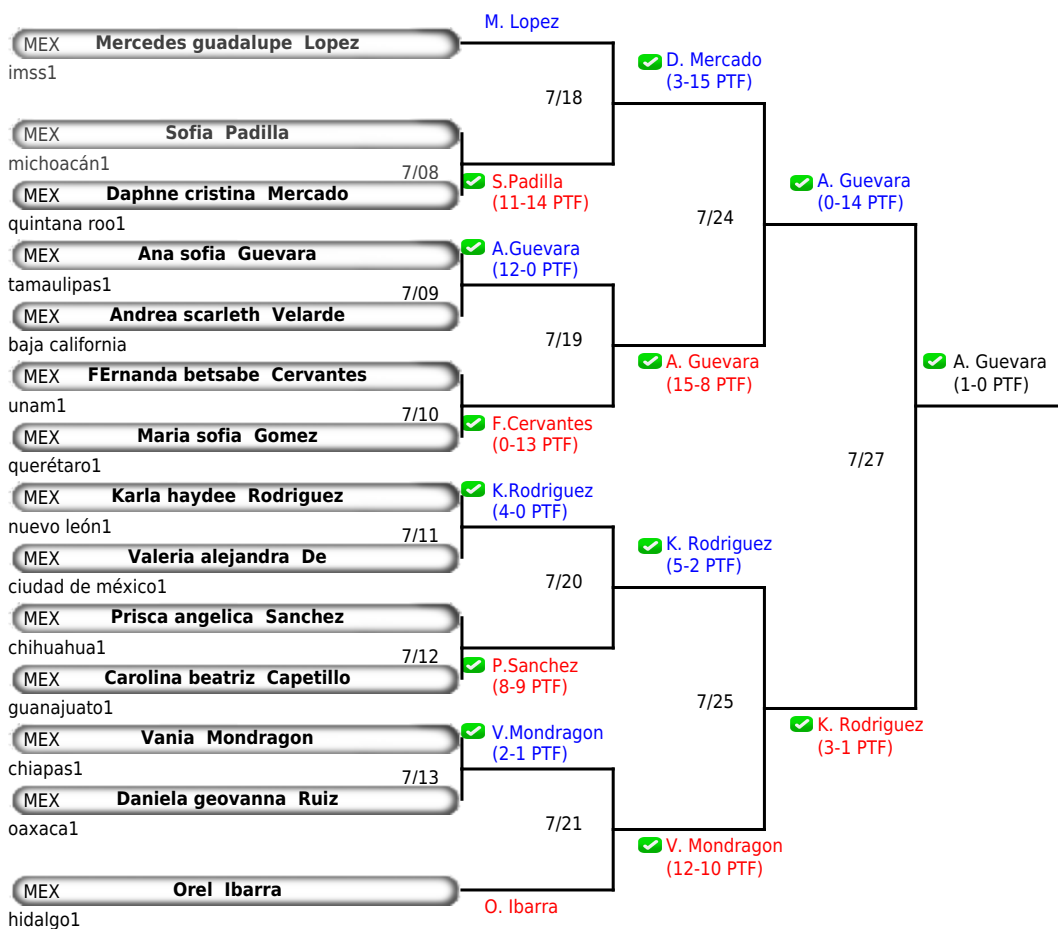 M. Lopez
MEX Mercedes guadalupe Lopez
imss1
D. Mercado
(3-15 PTF)
7/18
MEX Sofia Padilla
michoacán1
7/08
S.Padilla
(11-14 PTF)
MEX Daphne cristina Mercado
quintana roo1
A. Guevara
(0-14 PTF)
7/24
MEX Ana sofia Guevara
tamaulipas1
A.Guevara
(12-0 PTF)
7/09
MEX Andrea scarleth Velarde
baja california
7/19
A. Guevara
(15-8 PTF)
A. Guevara
(1-0 PTF)
MEX FErnanda betsabe Cervantes
unam1
7/10
F.Cervantes
(0-13 PTF)
MEX Maria sofia Gomez
querétaro1
7/27
MEX Karla haydee Rodriguez
nuevo león1
K.Rodriguez
(4-0 PTF)
7/11
MEX Valeria alejandra De
ciudad de méxico1
K. Rodriguez
(5-2 PTF)
7/20
MEX Prisca angelica Sanchez
chihuahua1
7/12
P.Sanchez
(8-9 PTF)
MEX Carolina beatriz Capetillo
guanajuato1
7/25
K. Rodriguez
(3-1 PTF)
MEX Vania Mondragon
chiapas1
V.Mondragon
(2-1 PTF)
7/13
MEX Daniela geovanna Ruiz
oaxaca1
7/21
V. Mondragon
(12-10 PTF)
MEX Orel Ibarra
hidalgo1
O. Ibarra